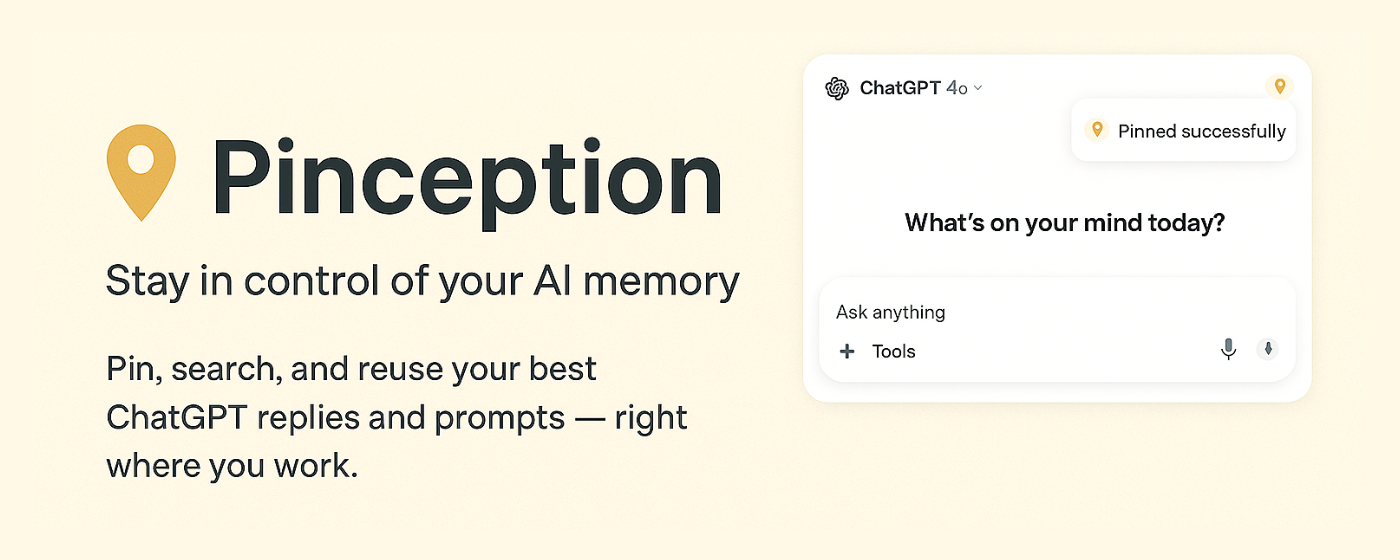 Pinception
Stay in control of your AI memory
Pin, search, and reuse your best
ChatGPT replies and prompts — right
where you work.
ChatGPT 4o
Pinned successfully
What's on your mind today?
Ask anything
+ Tools